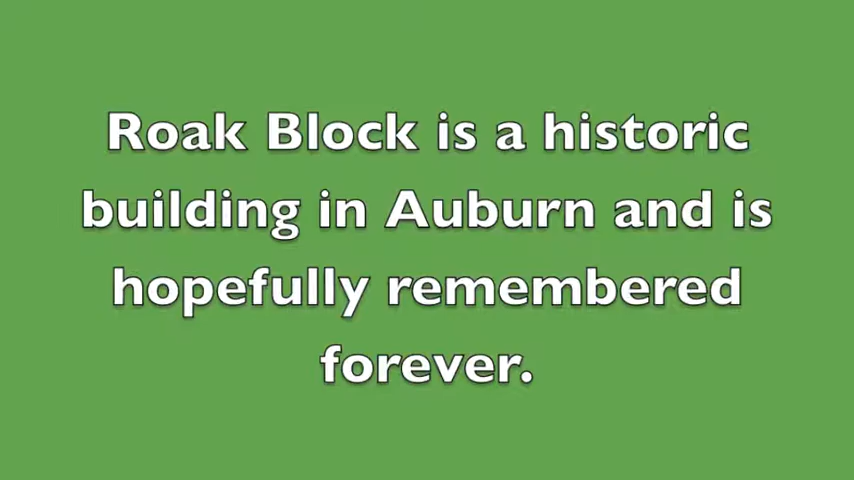 Roak Block is a historic
building in Auburn and is
hopefully remembered
forever.